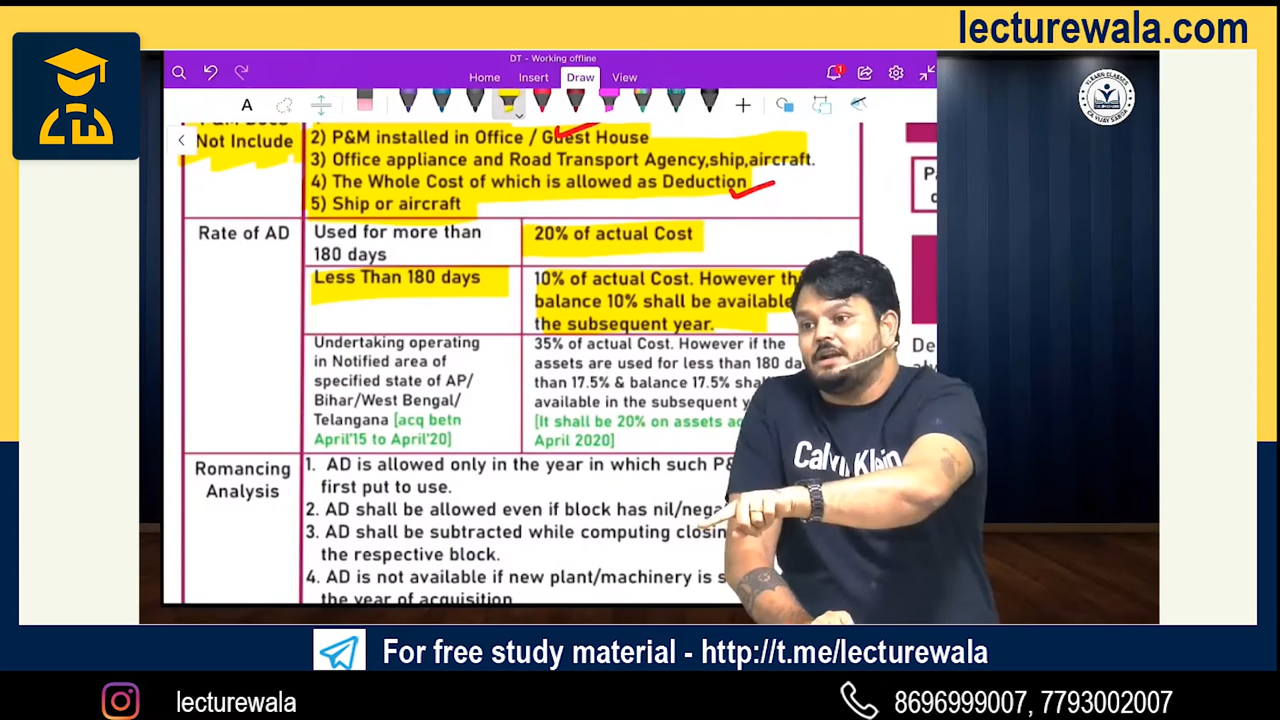 lecturewala.com
DT - Working offline
Home Insert Draw View
A
Not Include
2) P&M installed in Office / Guest House
3) Office appliance and Road Transport Agency,ship,aircraft.
4) The Whole Cost of which is allowed as Deduction
5) Ship or aircraft
Rate of AD
Used for more than
180 days
20% of actual Cost
Less Than 180 days
10% of actual Cost. However
balance 10% shall be available
the subsequent year.
Undertaking operating
in Notified area of
specified state of AP/
Bihar/West Bengal/
Telangana [acq betn
April'15 to April'20]
35% of actual Cost. However if the
assets are used for less than 180
than 17.5% & balance 17.5%
available in the subsequent
[It shall be 20% on assets
April 2020]
Romancing
Analysis
1. AD is allowed only in the year in which such
first put to use.
2. AD shall be allowed even if block has
3. AD shall be subtracted while computing
the respective block.
4. AD is not available if new plant/machinery is
the year of acquisition
Calvin Klein
For free study material - http://t.me/lecturewala
lecturewala
8696999007, 7793002007